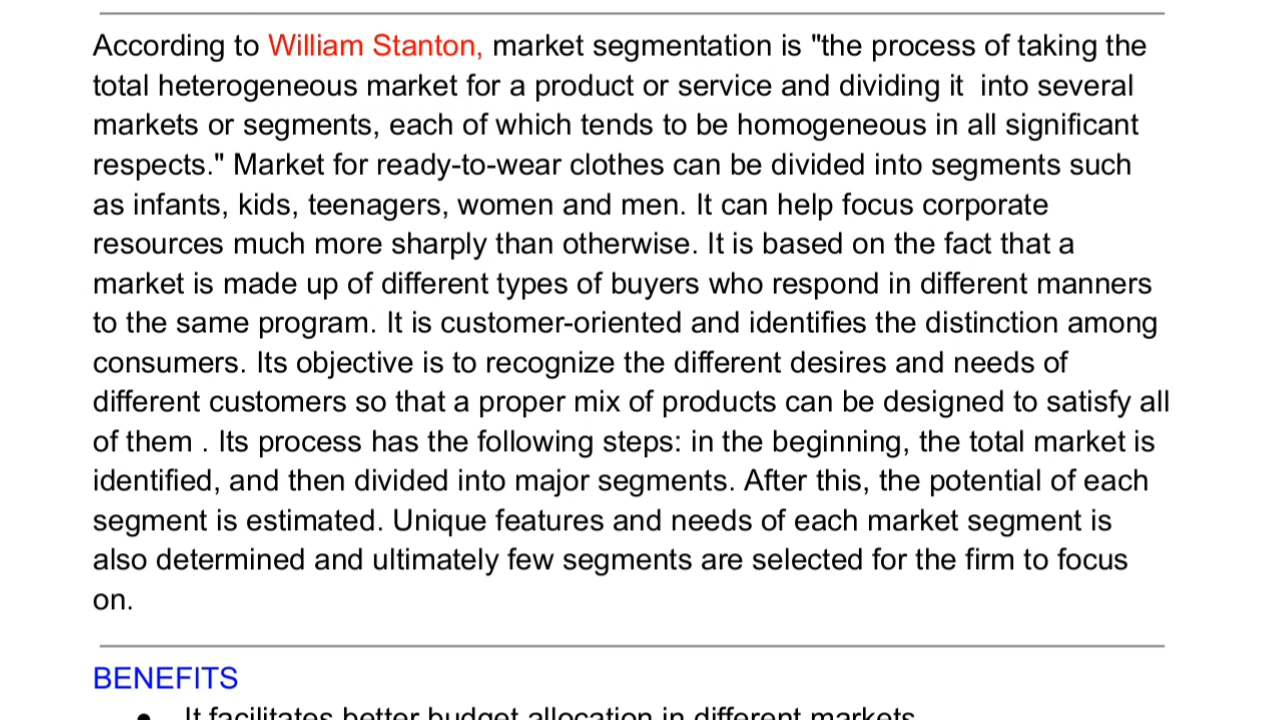 According to William Stanton, market segmentation is "the process of taking the
total heterogeneous market for a product or service and dividing it  into several
markets or segments, each of which tends to be homogeneous in all significant
respects." Market for ready-to-wear clothes can be divided into segments such
as infants, kids, teenagers, women and men. It can help focus corporate
resources much more sharply than otherwise. It is based on the fact that a
market is made up of different types of buyers who respond in different manners
to the same program. It is customer-oriented and identifies the distinction among
consumers. Its objective is to recognize the different desires and needs of
different customers so that a proper mix of products can be designed to satisfy all
of them . Its process has the following steps: in the beginning, the total market is
identified, and then divided into major segments. After this, the potential of each
segment is estimated. Unique features and needs of each market segment is
also determined and ultimately few segments are selected for the firm to focus
on.
BENEFITS
● It facilitates better budget allocation in different markets